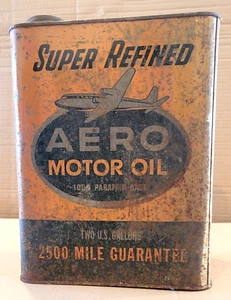 SUPER REFINED
AERO
MOTOR OIL
100% PARAFFIN BASE
TWO U.S. GALLONS
2500 MILE GUARANTEE